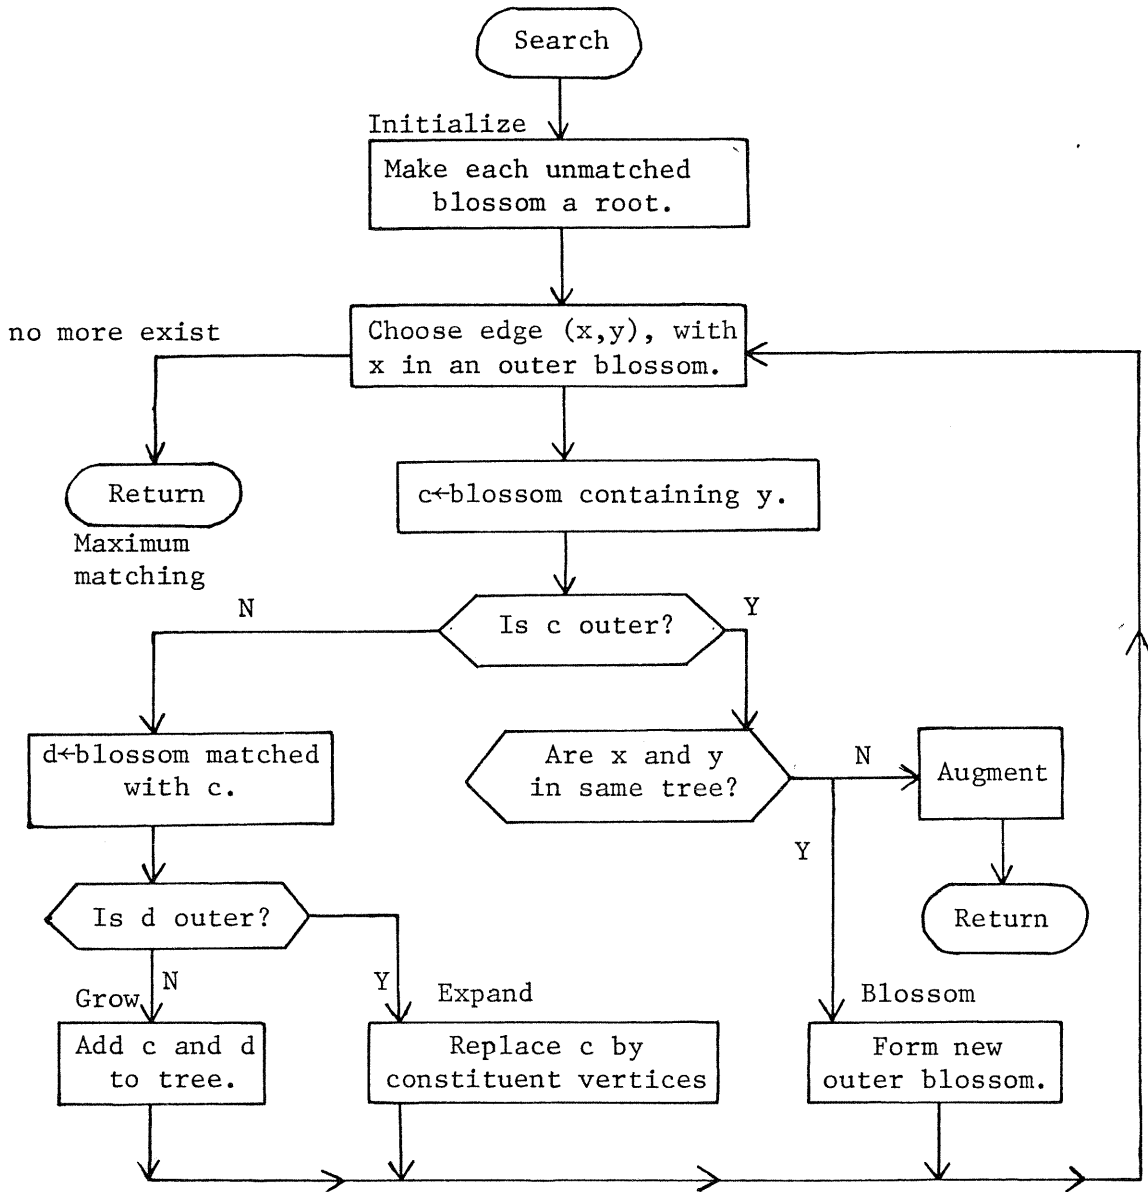 Search
Initialize
Make each unmatched
blossom a root.
no more exist
Choose edge (x,y), with
x in an outer blossom.
Return
Maximum
matching
c←blossom containing y.
N
Is c outer?
Y
d←blossom matched
with c.
Are x and y
in same tree?
N
Augment
Y
Return
Is d outer?
N
Y
Grow
Expand
Blossom
Add c and d
to tree.
Replace c by
constituent vertices
Form new
outer blossom.